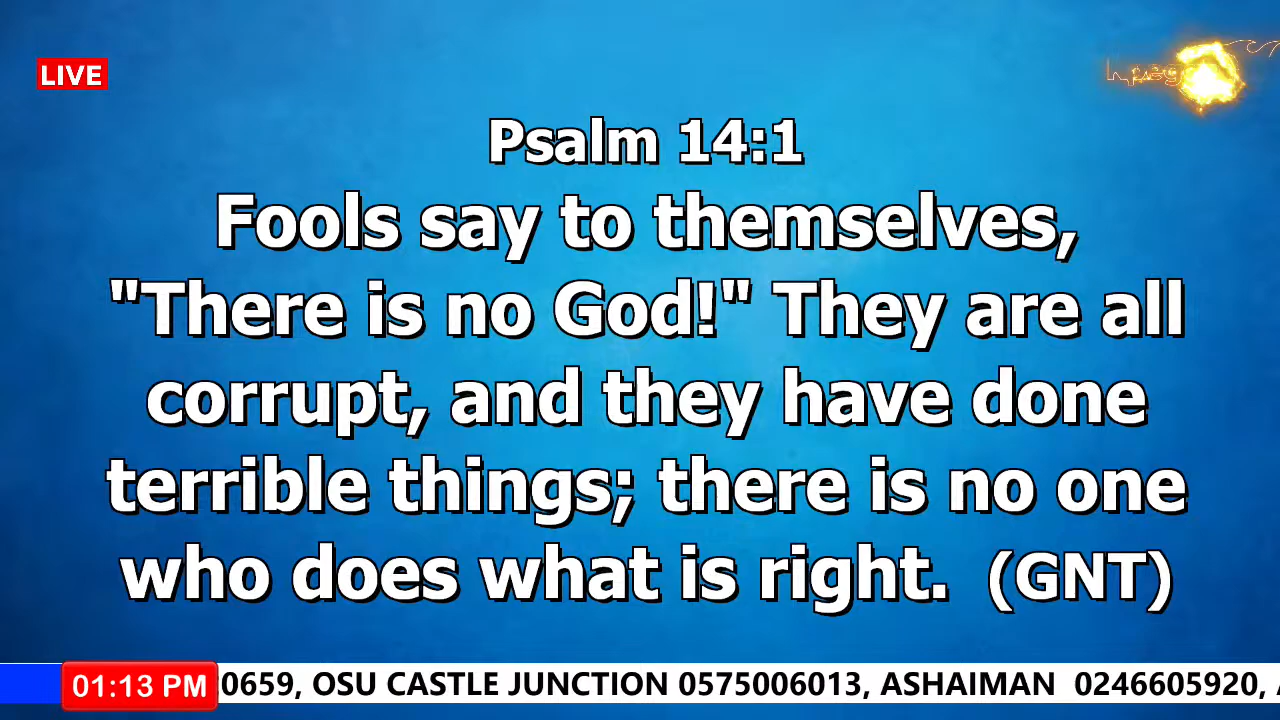 LIVE
Psalm 14:1
Fools say to themselves,
"There is no God!" They are all
corrupt, and they have done
terrible things; there is no one
who does what is right. (GNT)
01:13 PM 0659, OSU CASTLE JUNCTION 0575006013, ASHAIMAN 0246605920,